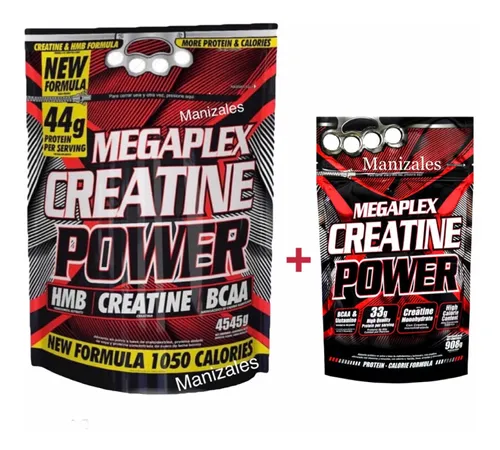 CREATINE & HMB FORMULA
MORE PROTEIN & CALORIES
NEW
FORMULA
44g
PROTEIN
PER SERVING
Manizales
MEGAPLEX
CREATINE
POWER
HMB CREATINE BCAA
4545g
NEW FORMULA 1050 CALORIES
Manizales
+
Manizales
MEGAPLEX
CREATINE
POWER
BCAA &
Glutamine
33g
High Quality
Protein per serving
Creatine
Monohydrate
High
Calorie
Content
908g
PROTEIN - CALORIE FORMULA